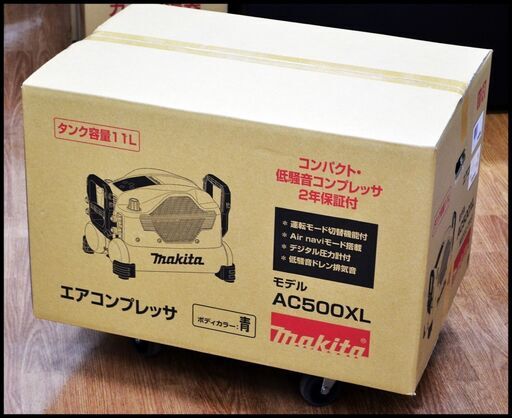 タンク容量11L
コンパクト・
低騒音コンプレッサ
2年保証付
＊運転モード切替機能付
＊Air naviモード搭載
＊デジタル圧力計付
＊低騒音ドレン排気音
makita
エアコンプレッサ
ボディカラー:青
モデル
AC500XL
makita